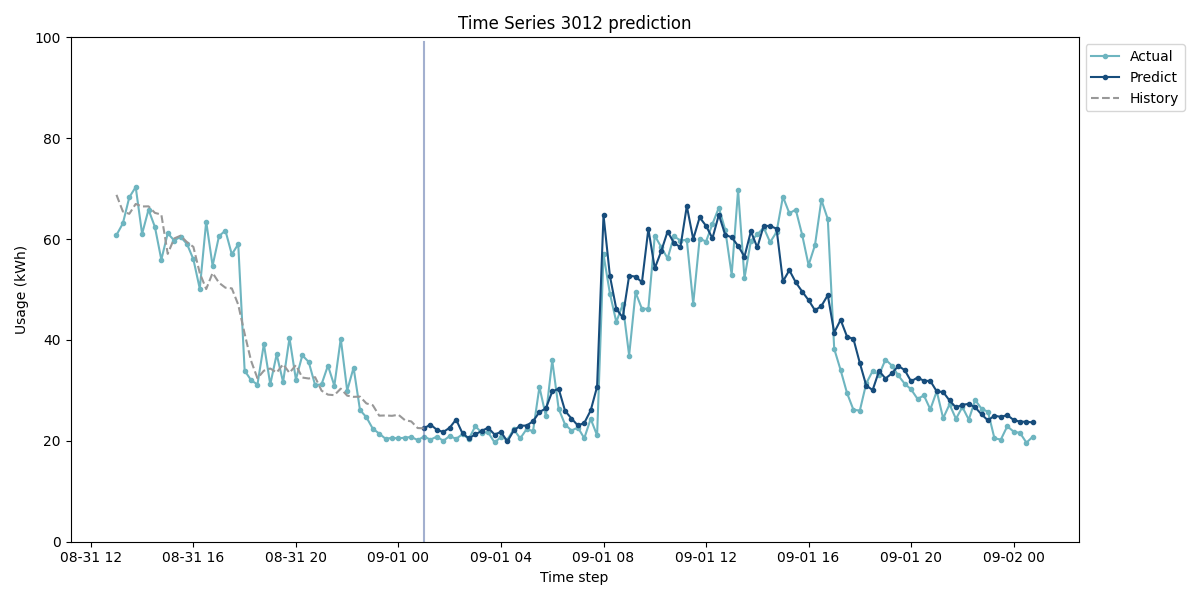 Time Series 3012 prediction
100
80
60
40
20
0
Usage (kWh)
08-31 12 08-31 16 08-31 20 09-01 00 09-01 04 09-01 08 09-01 12 09-01 16 09-01 20 09-02 00
Time step
Actual
Predict
History